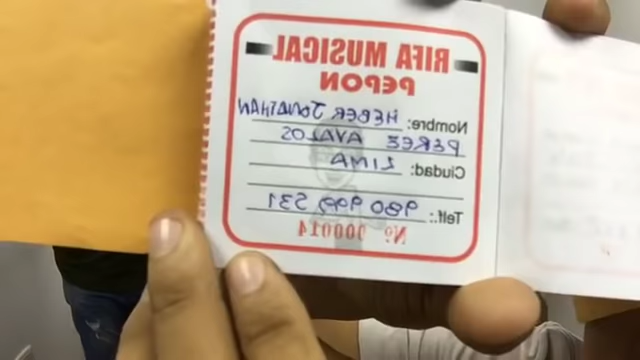 RIFA MUSICAL
PEPON
Nombre: HEBER JONATHAN
PEREZ AVALOS
Ciudad: LIMA
Telf.: 980 999 531
Nº 000014